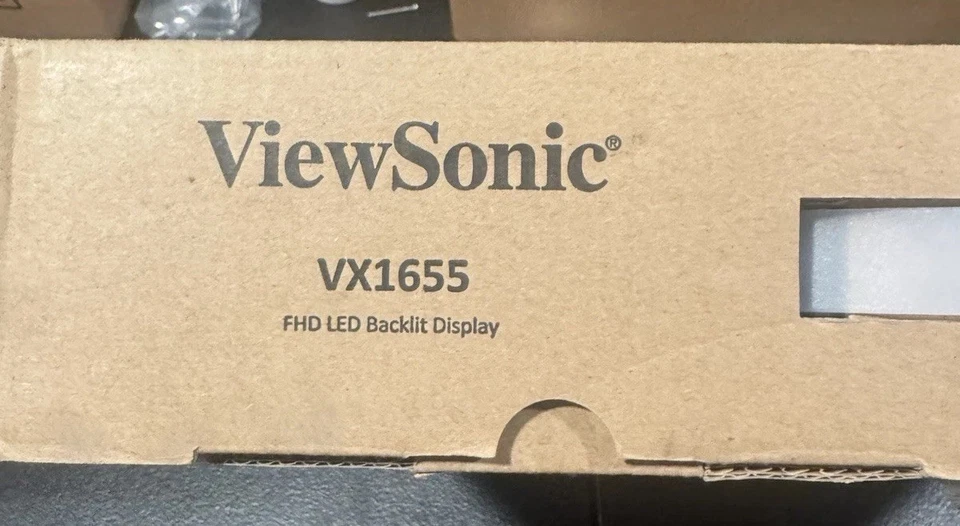 ViewSonic®
VX1655
FHD LED Backlit Display